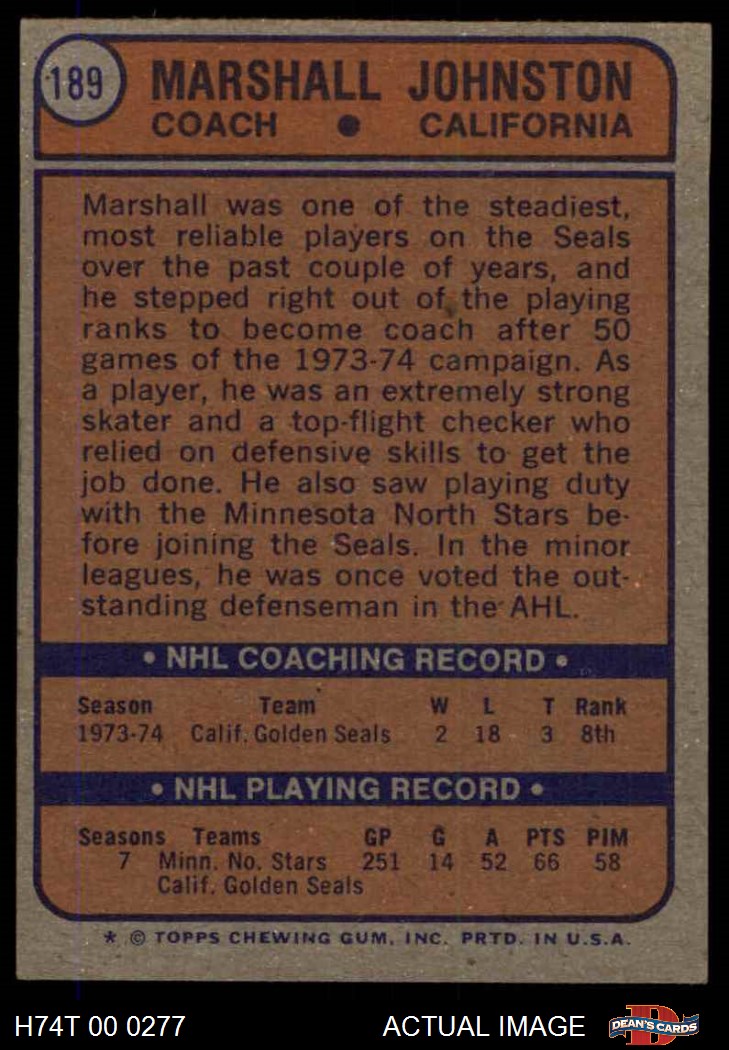 189
MARSHALL JOHNSTON
COACH ● CALIFORNIA
Marshall was one of the steadiest,
most reliable players on the Seals
over the past couple of years, and
he stepped right out of the playing
ranks to become coach after 50
games of the 1973-74 campaign. As
a player, he was an extremely strong
skater and a top-flight checker who
relied on defensive skills to get the
job done. He also saw playing duty
with the Minnesota North Stars be-
fore joining the Seals. In the minor
leagues, he was once voted the out-
standing defenseman in the AHL.
• NHL COACHING RECORD •
Season Team W L T Rank
1973-74 Calif. Golden Seals 2 18 3 8th
• NHL PLAYING RECORD •
Seasons Teams GP G A PTS PIM
7 Minn. No. Stars 251 14 52 66 58
Calif. Golden Seals
* © TOPPS CHEWING GUM, INC. PRTD. IN U.S.A.
H74T 00 0277 ACTUAL IMAGE DEAN'S CARDS